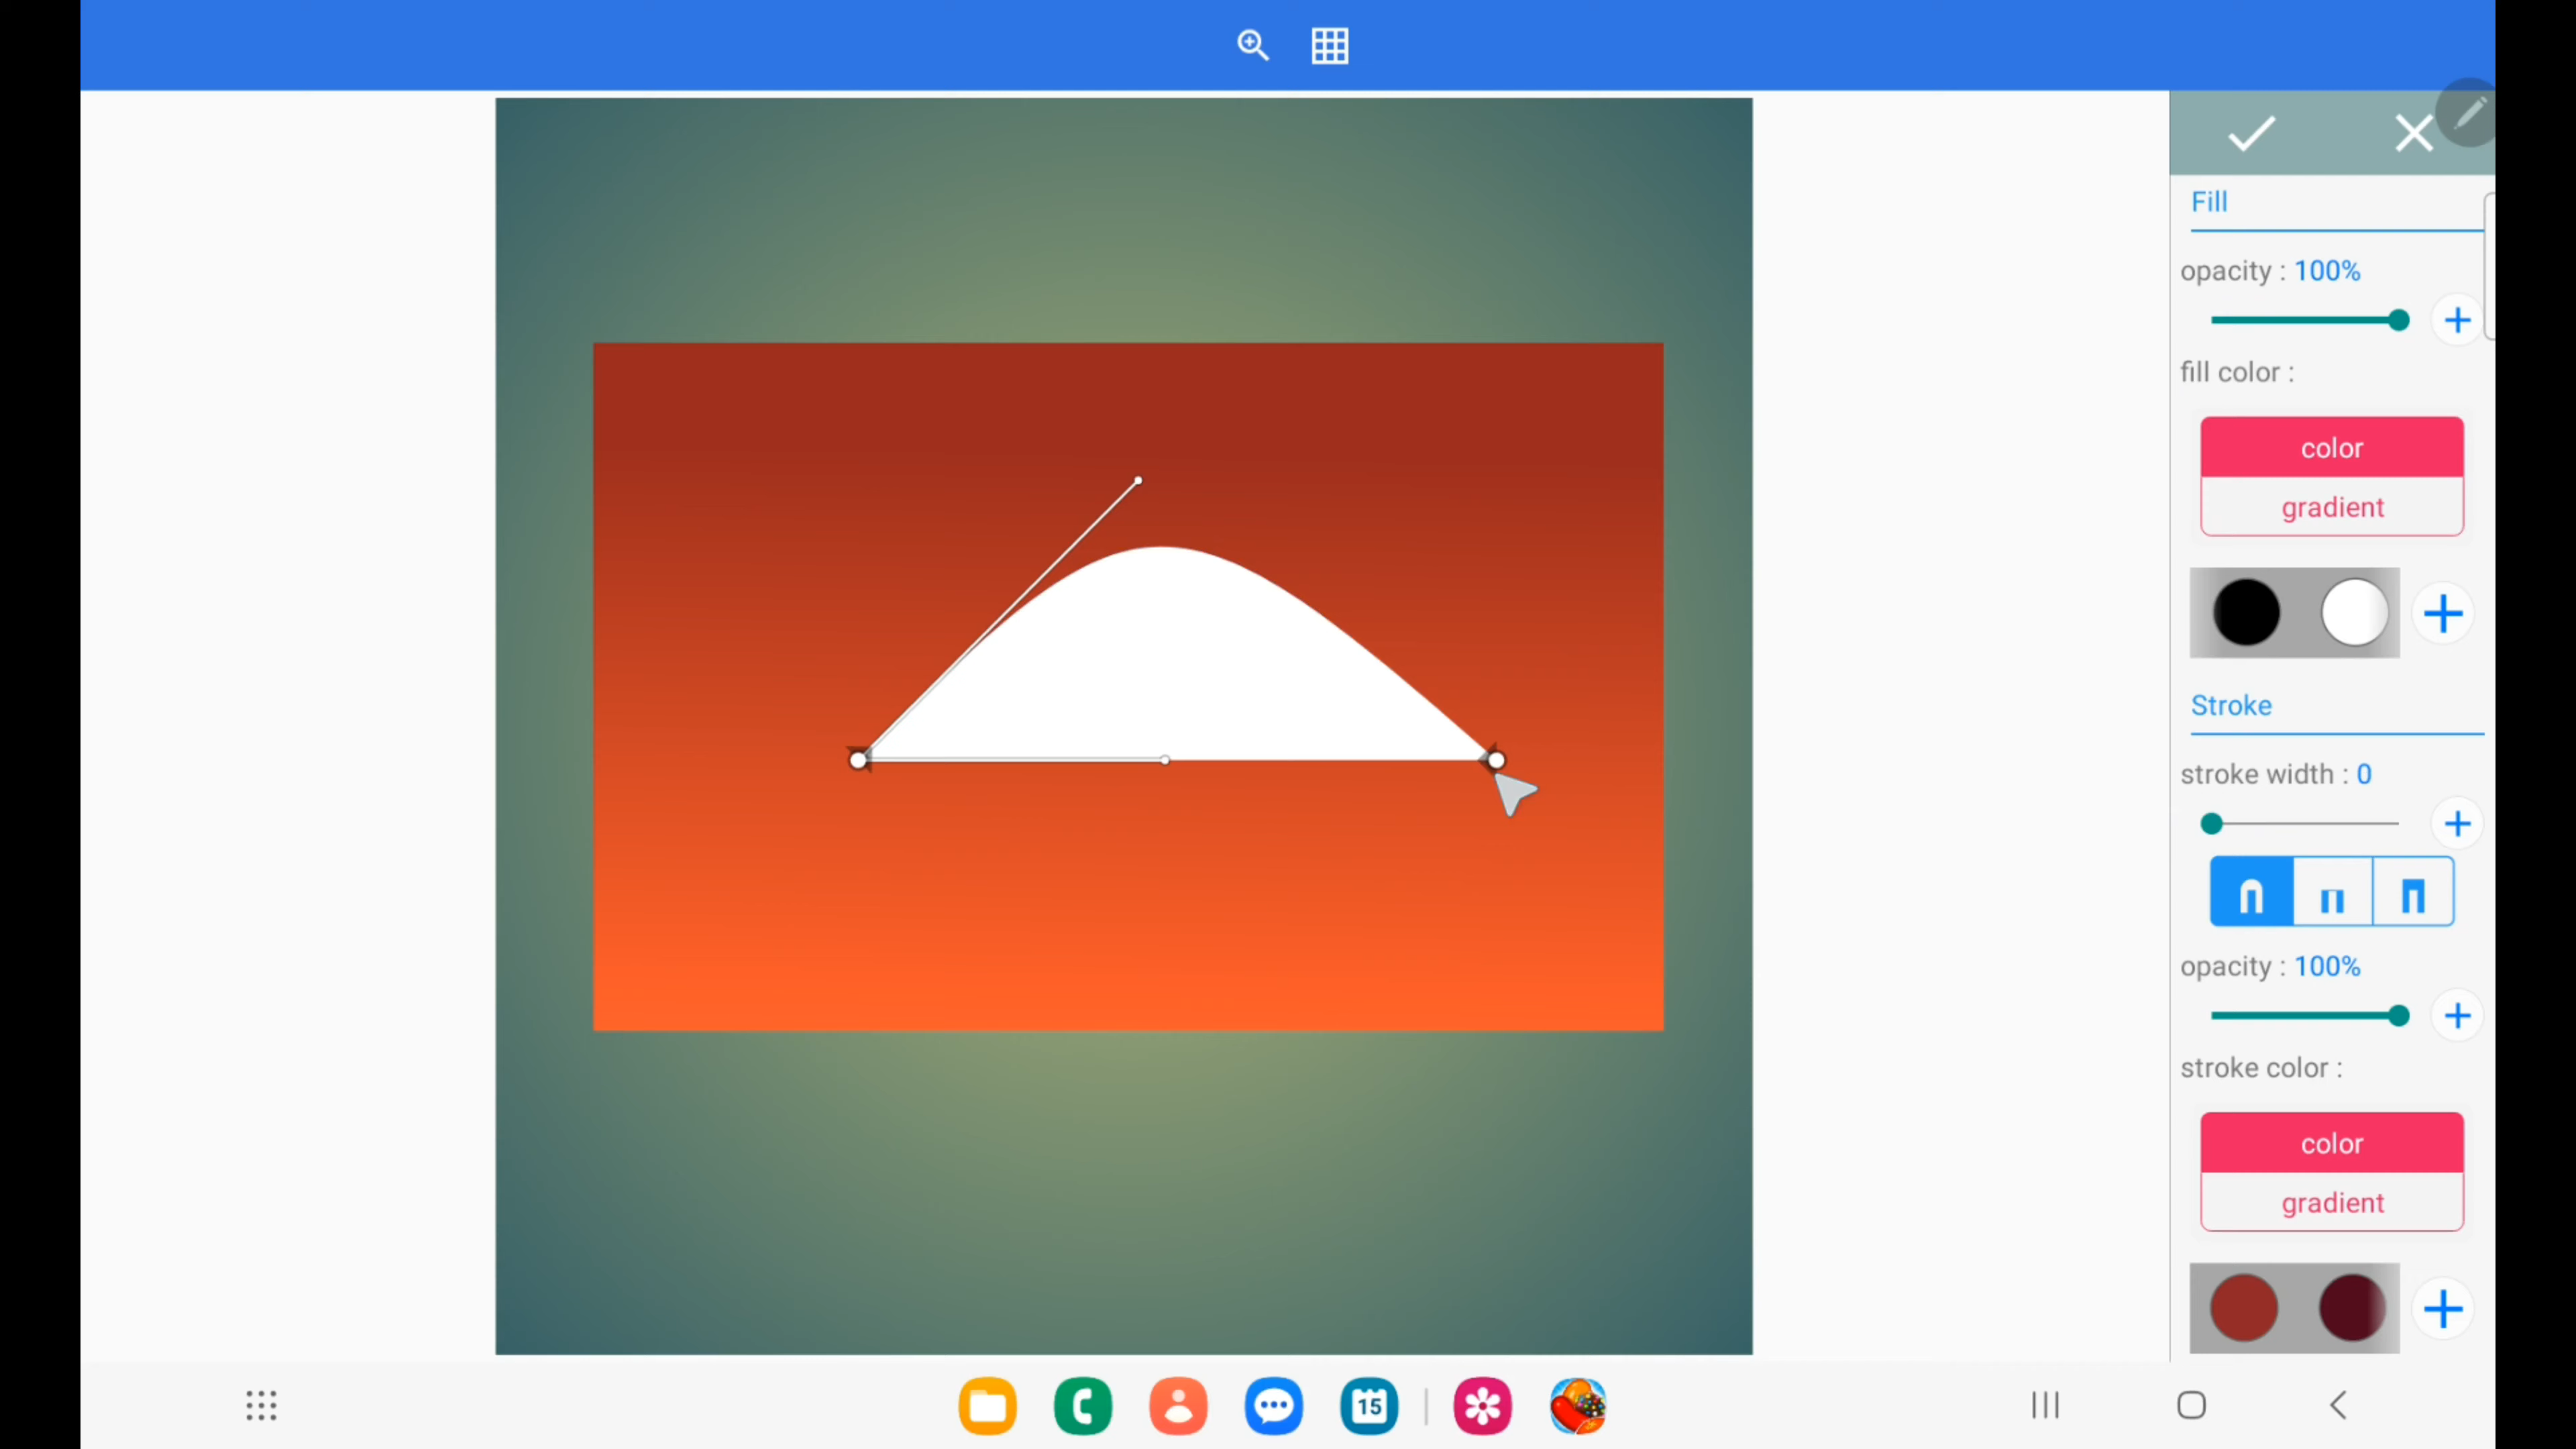 Fill
opacity : 100%
fill color :
color
gradient
Stroke
stroke width : 0
opacity : 100%
stroke color :
color
gradient
15